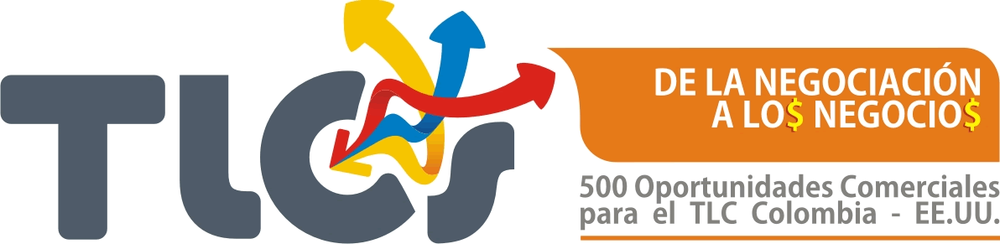 TLCs
DE LA NEGOCIACIÓN
A LO$ NEGOCIO$
500 Oportunidades Comerciales
para el TLC Colombia - EE.UU.